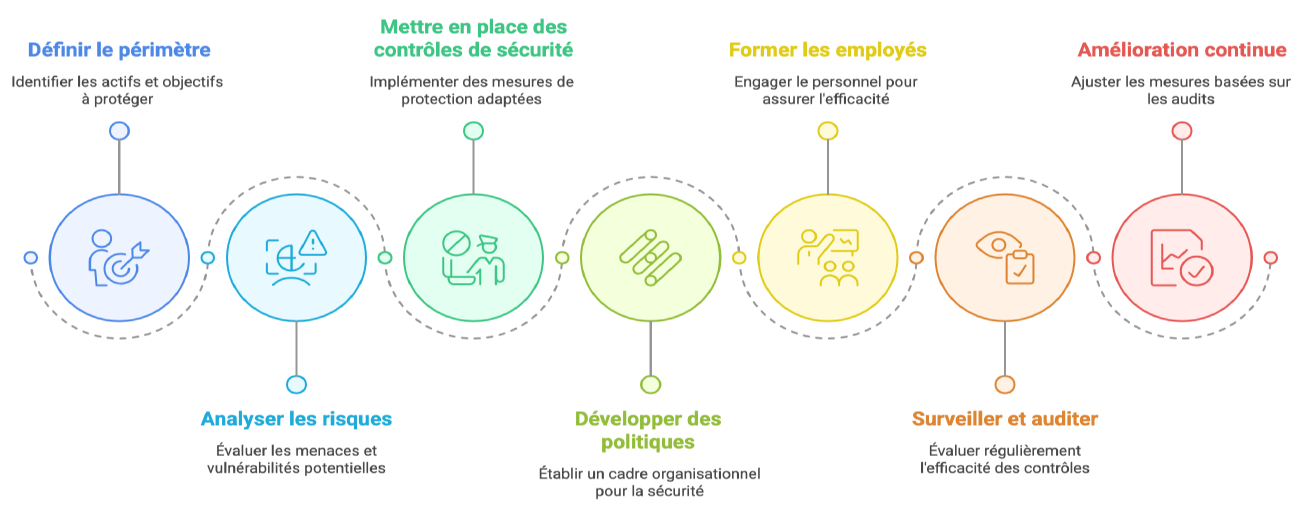 Définir le périmètre
Identifier les actifs et objectifs
à protéger
Analyser les risques
Évaluer les menaces et
vulnérabilités potentielles
Mettre en place des
contrôles de sécurité
Implémenter des mesures de
protection adaptées
Développer des
politiques
Établir un cadre organisationnel
pour la sécurité
Former les employés
Engager le personnel pour
assurer l'efficacité
Surveiller et auditer
Évaluer régulièrement
l'efficacité des contrôles
Amélioration continue
Ajuster les mesures basées sur
les audits